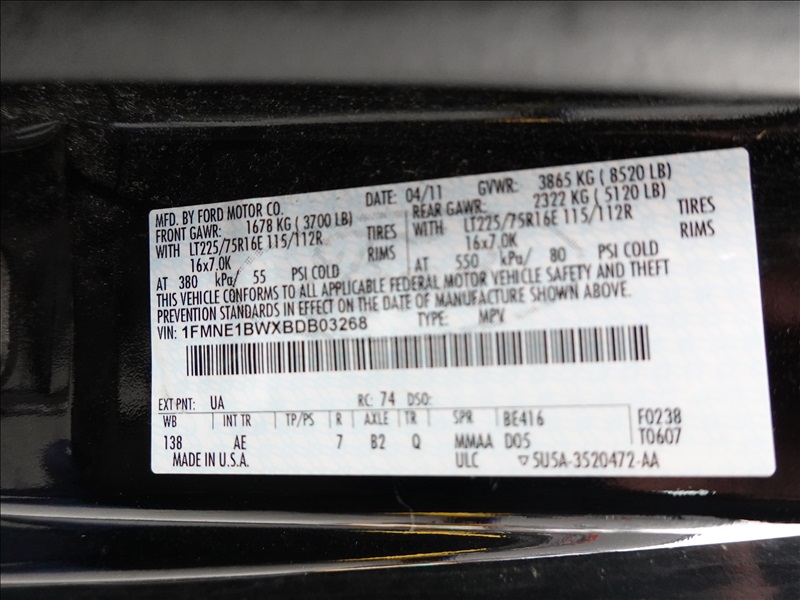 MFD. BY FORD MOTOR CO. DATE: 04/11 GVWR: 3865 KG ( 8520 LB)
FRONT GAWR: 1678 KG ( 3700 LB) REAR GAWR: 2322 KG ( 5120 LB)
WITH LT225/75R16E 115/112R TIRES WITH LT225/75R16E 115/112R TIRES
16x7.0K RIMS 16x7.0K RIMS
AT 380 kPa/ 55 PSI COLD AT 550 kPa/ 80 PSI COLD
THIS VEHICLE CONFORMS TO ALL APPLICABLE FEDERAL MOTOR VEHICLE SAFETY AND THEFT
PREVENTION STANDARDS IN EFFECT ON THE DATE OF MANUFACTURE SHOWN ABOVE.
VIN: 1FMNE1BWXBDB03268 TYPE: MPV
EXT PNT: UA RC: 74 DSO:
WB INT TR TP/PS R AXLE TR SPR BE416 F0238
138 AE 7 B2 Q MMAA D05 T0607
MADE IN U.S.A. ULC ▽5U5A-3520472-AA